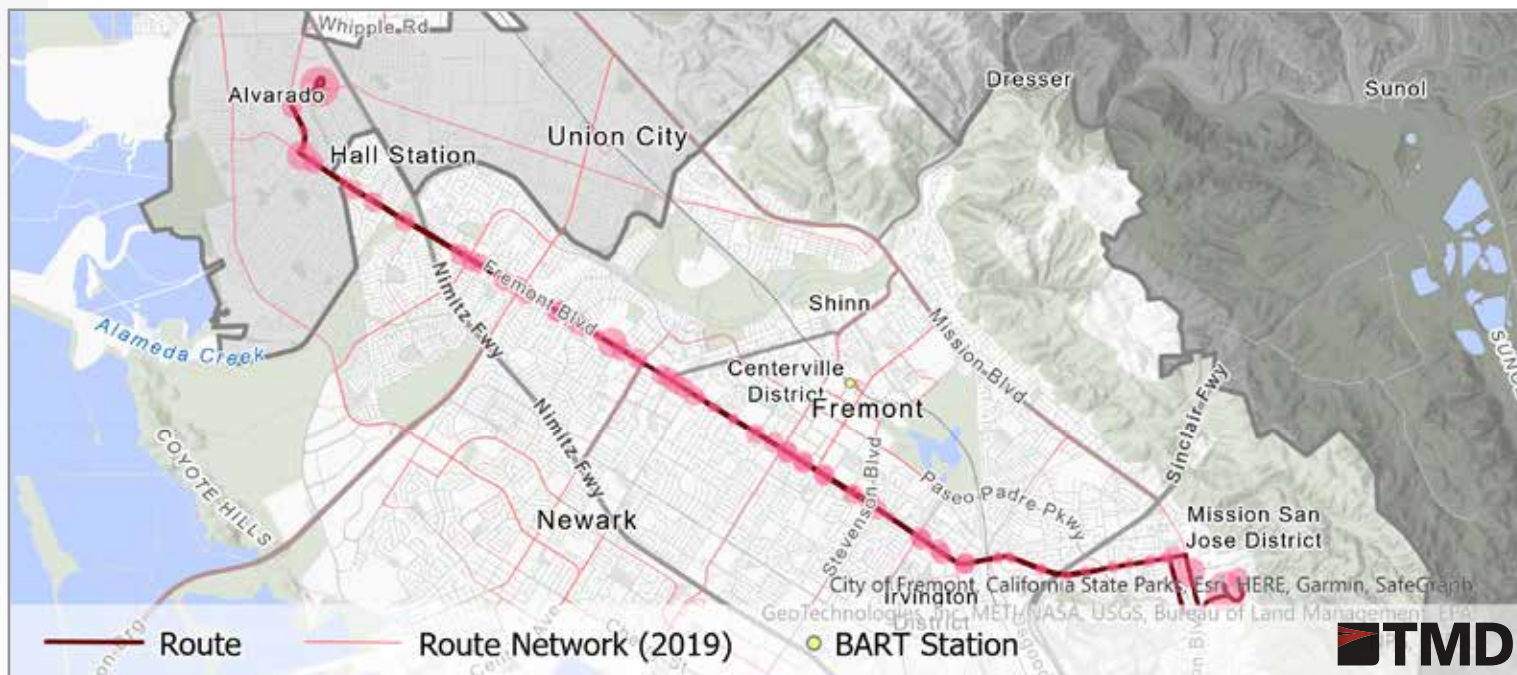 Whipple Rd
Dresser
Sunol
Alvarado
Union City
Hall Station
Nimitz Fwy
Fremont Blvd
Shinn
Alameda Creek
Mission Blvd
Centerville
District
Fremont
Nimitz Fwy
Sinclair Fwy
COYOTE HILLS
Stevenson Blvd
Paseo Padre Pkwy
Newark
Mission San
Jose District
City of Fremont, California State Parks, Esri, HERE, Garmin, SafeGraph,
Irvington
District
GeoTechnologies, Inc, METI/NASA, USGS, Bureau of Land Management, EPA,
Route
Route Network (2019)
BART Station
TMD